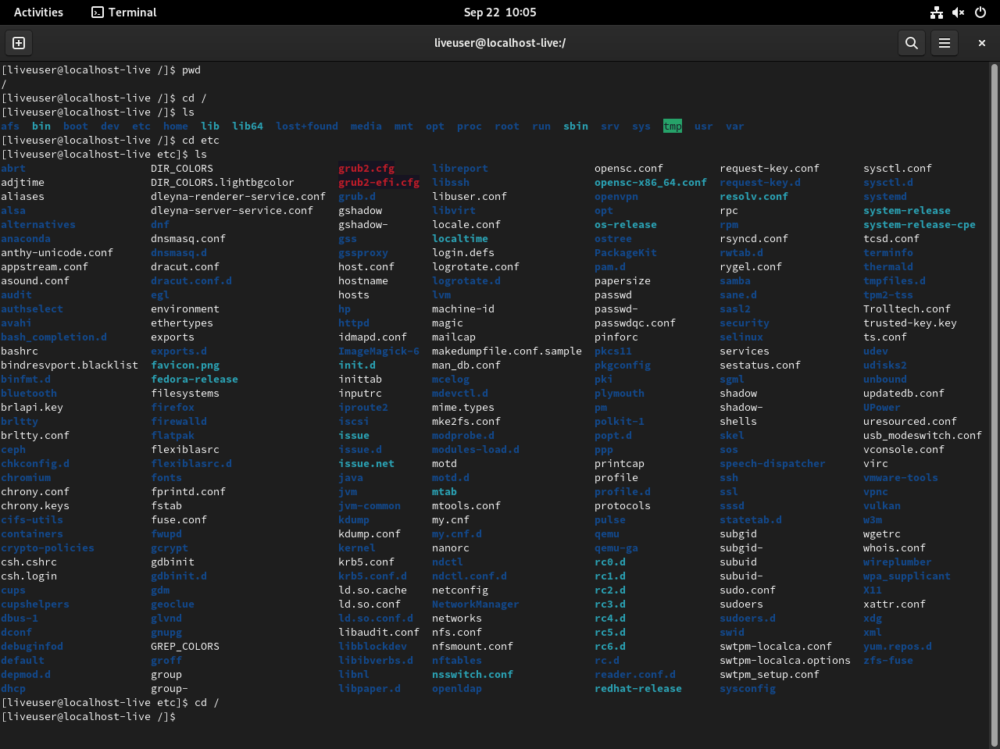 Activities Terminal Sep 22 10:05
liveuser@localhost-live:/
[liveuser@localhost-live /]$ pwd
/
[liveuser@localhost-live /]$ cd /
[liveuser@localhost-live /]$ ls
afs bin boot dev etc home lib lib64 lost+found media mnt opt proc root run sbin srv sys tmp usr var
[liveuser@localhost-live /]$ cd etc
[liveuser@localhost-live etc]$ ls
abrt DIR_COLORS grub2.cfg libreport opensc.conf request-key.conf sysctl.conf
adjtime DIR_COLORS.lightbgcolor grub2-efi.cfg libssh opensc-x86_64.conf request-key.d sysctl.d
aliases dleyna-renderer-service.conf grub.d libuser.conf openvpn resolv.conf systemd
alsa dleyna-server-service.conf gshadow libvirt opt rpc system-release
alternatives dnf gshadow- locale.conf os-release rpm system-release-cpe
anaconda dnsmasq.conf gss localtime ostree rsyncd.conf tcsd.conf
anthy-unicode.conf dnsmasq.d gssproxy login.defs PackageKit rwtab.d terminfo
appstream.conf dracut.conf host.conf logrotate.conf pam.d rygel.conf thermald
asound.conf dracut.conf.d hostname logrotate.d papersize samba tmpfiles.d
audit egl hosts lvm passwd sane.d tpm2-tss
authselect environment hp machine-id passwd- sasl2 Trolltech.conf
avahi ethertypes httpd magic passwdqc.conf security trusted-key.key
bash_completion.d exports idmapd.conf mailcap pinforc selinux ts.conf
bashrc exports.d ImageMagick-6 makedumpfile.conf.sample pkcs11 services udev
bindresvport.blacklist favicon.png init.d man_db.conf pkgconfig sestatus.conf udisks2
binfmt.d fedora-release inittab mcelog pki sgml unbound
bluetooth filesystems inputrc mdevctl.d plymouth shadow updatedb.conf
brlapi.key firefox iproute2 mime.types pm shadow- UPower
brltty firewalld iscsi mke2fs.conf polkit-1 shells uresourced.conf
brltty.conf flatpak issue modprobe.d popt.d skel usb_modeswitch.conf
ceph flexiblasrc issue.d modules-load.d ppp sos vconsole.conf
chkconfig.d flexiblasrc.d issue.net motd printcap speech-dispatcher virc
chromium fonts java motd.d profile ssh vmware-tools
chrony.conf fprintd.conf jvm mtab profile.d ssl vpnc
chrony.keys fstab jvm-common mtools.conf protocols sssd vulkan
cifs-utils fuse.conf kdump my.cnf pulse statetab.d w3m
containers fwupd kdump.conf my.cnf.d qemu subgid wgetrc
crypto-policies gcrypt kernel nanorc qemu-ga subgid- whois.conf
csh.cshrc gdbinit krb5.conf ndctl rc0.d subuid wireplumber
csh.login gdbinit.d krb5.conf.d ndctl.conf.d rc1.d subuid- wpa_supplicant
cups gdm ld.so.cache netconfig rc2.d sudo.conf X11
cupshelpers geoclue ld.so.conf NetworkManager rc3.d sudoers xattr.conf
dbus-1 glvnd ld.so.conf.d networks rc4.d sudoers.d xdg
dconf gnupg libaudit.conf nfs.conf rc5.d swid xml
debuginfod GREP_COLORS libblockdev nfsmount.conf rc6.d swtpm-localca.conf yum.repos.d
default groff libibverbs.d nftables rc.d swtpm-localca.options zfs-fuse
depmod.d group libnl nsswitch.conf reader.conf.d swtpm_setup.conf
dhcp group- libpaper.d openldap redhat-release sysconfig
[liveuser@localhost-live etc]$ cd /
[liveuser@localhost-live /]$